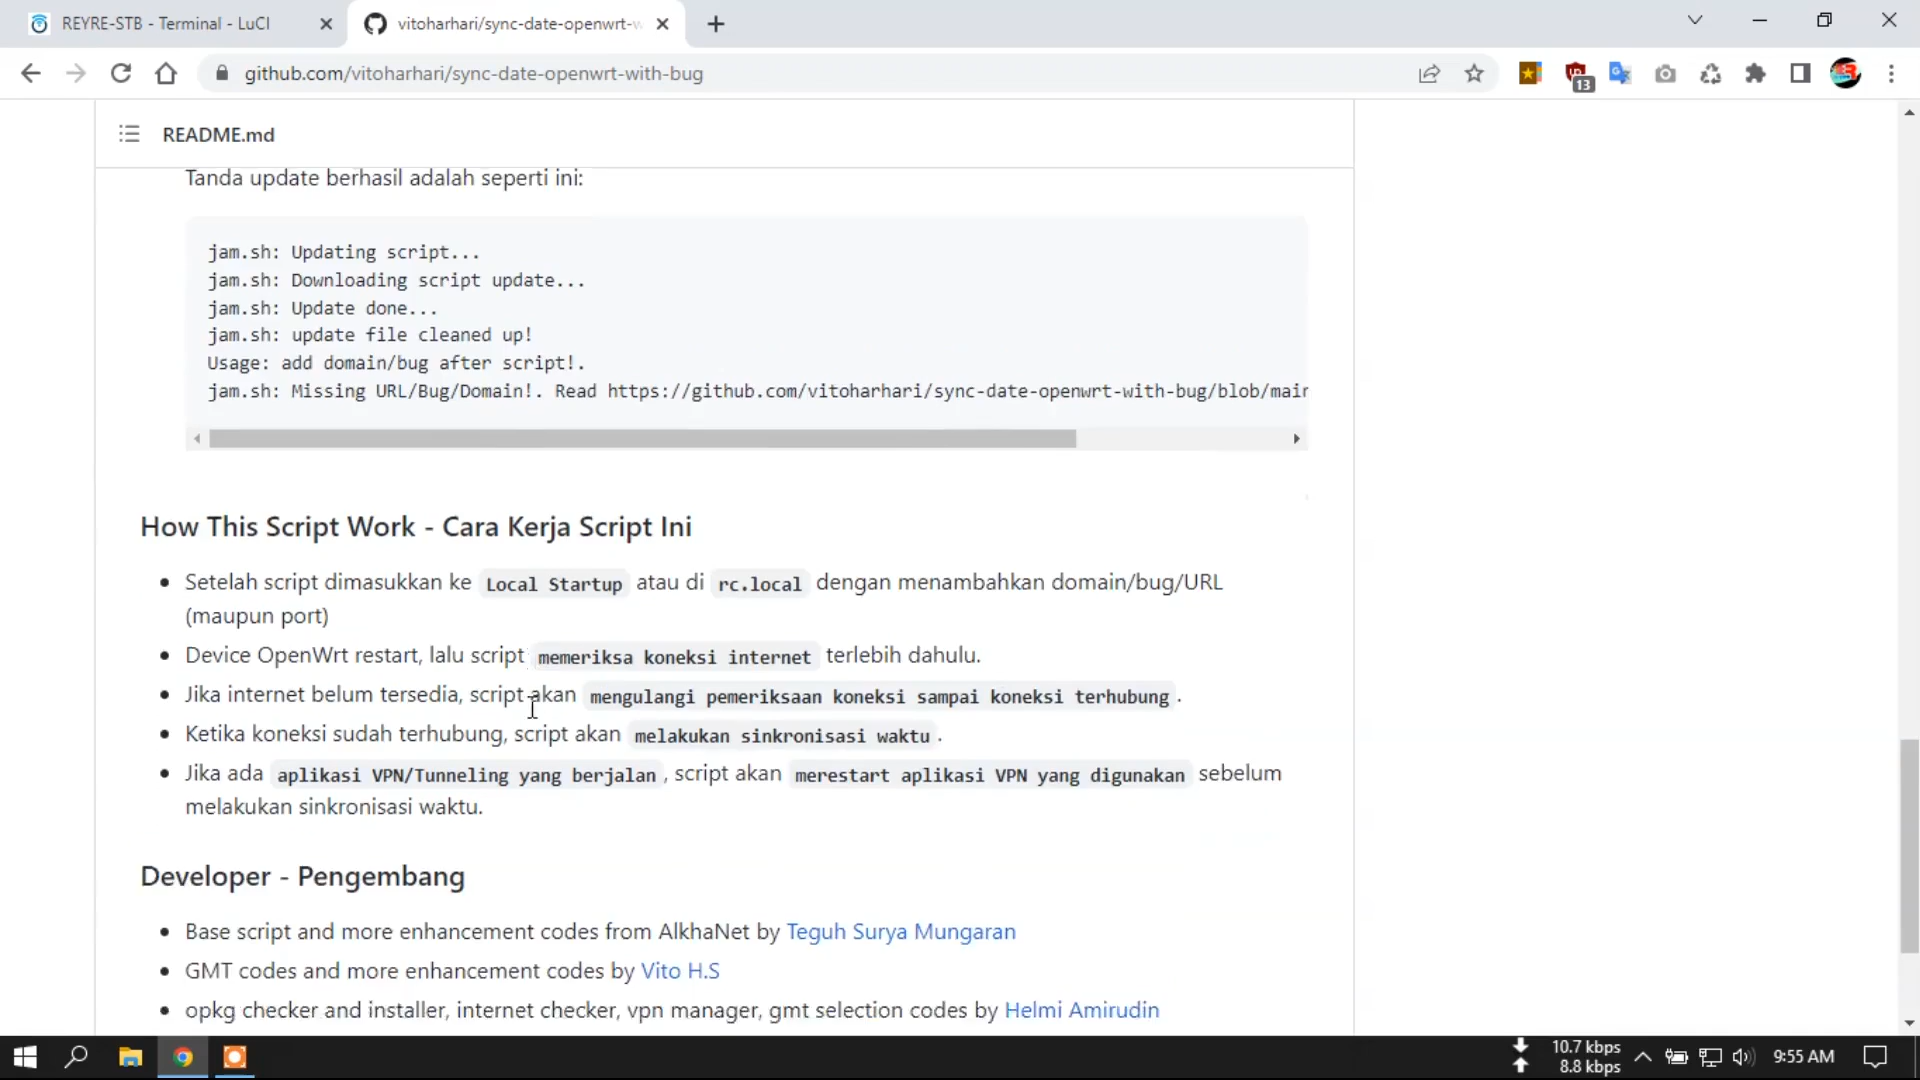 REYRE-STB - Terminal - LuCI
vitoharhari/sync-date-openwrt-w
github.com/vitoharhari/sync-date-openwrt-with-bug
13
README.md
Tanda update berhasil adalah seperti ini:
jam.sh: Updating script...
jam.sh: Downloading script update...
jam.sh: Update done...
jam.sh: update file cleaned up!
Usage: add domain/bug after script!.
jam.sh: Missing URL/Bug/Domain!. Read https://github.com/vitoharhari/sync-date-openwrt-with-bug/blob/main
How This Script Work - Cara Kerja Script Ini
• Setelah script dimasukkan ke Local Startup atau di rc.local dengan menambahkan domain/bug/URL
(maupun port)
• Device OpenWrt restart, lalu script memeriksa koneksi internet terlebih dahulu.
• Jika internet belum tersedia, script akan mengulangi pemeriksaan koneksi sampai koneksi terhubung.
• Ketika koneksi sudah terhubung, script akan melakukan sinkronisasi waktu.
• Jika ada aplikasi VPN/Tunneling yang berjalan, script akan merestart aplikasi VPN yang digunakan sebelum
melakukan sinkronisasi waktu.
Developer - Pengembang
• Base script and more enhancement codes from AlkhaNet by Teguh Surya Mungaran
• GMT codes and more enhancement codes by Vito H.S
• opkg checker and installer, internet checker, vpn manager, gmt selection codes by Helmi Amirudin
10.7 kbps
8.8 kbps
9:55 AM